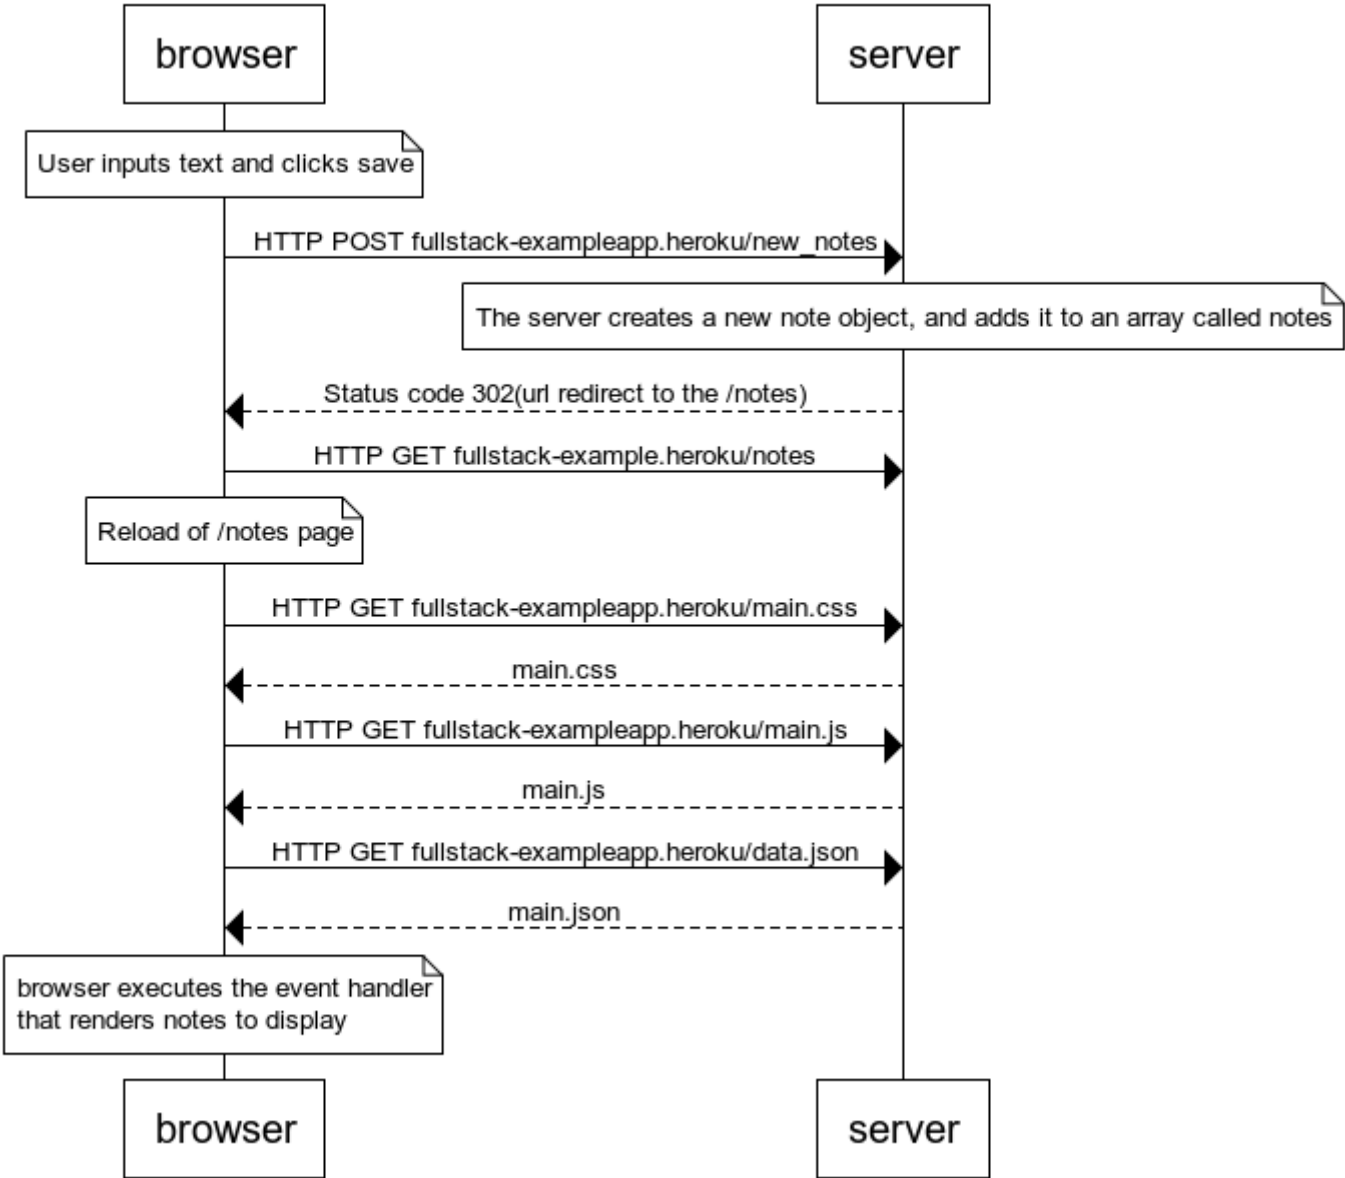 browser
server
User inputs text and clicks save
HTTP POST fullstack-exampleapp.heroku/new_notes
The server creates a new note object, and adds it to an array called notes
Status code 302(url redirect to the /notes)
HTTP GET fullstack-example.heroku/notes
Reload of /notes page
HTTP GET fullstack-exampleapp.heroku/main.css
main.css
HTTP GET fullstack-exampleapp.heroku/main.js
main.js
HTTP GET fullstack-exampleapp.heroku/data.json
main.json
browser executes the event handler
that renders notes to display
browser
server